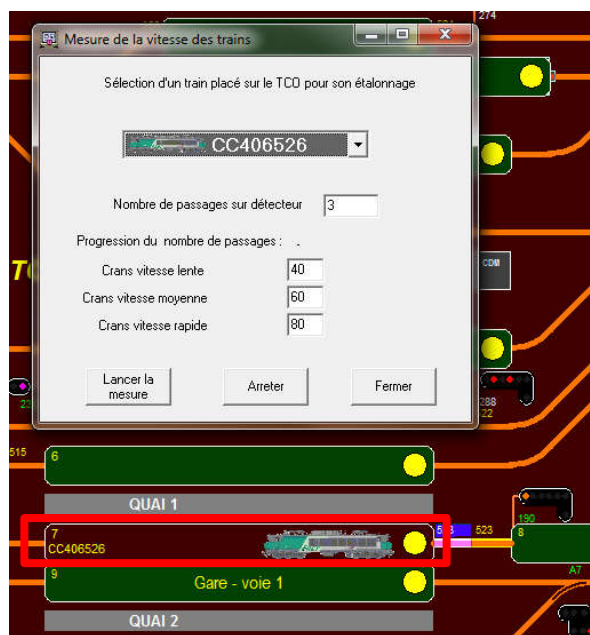 274
Mesure de la vitesse des trains
Sélection d'un train placé sur le TCO pour son étalonnage
CC406526
Nombre de passages sur détecteur 3
Progression du nombre de passages : .
Crans vitesse lente 40
Crans vitesse moyenne 60
Crans vitesse rapide 80
CDM
Lancer la
mesure
Arreter
Fermer
288
515
6
QUAI 1
190
7
CC406526
523
8
9
Gare - voie 1
A7
QUAI 2